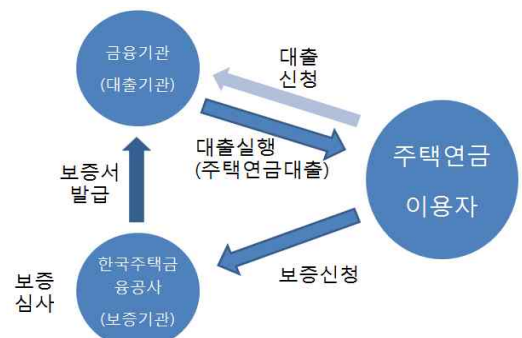 금융기관
(대출기관)
대출
신청
대출실행
(주택연금대출)
주택연금
이용자
보증서
발급
한국주택금
융공사
(보증기관)
보증
심사
보증신청